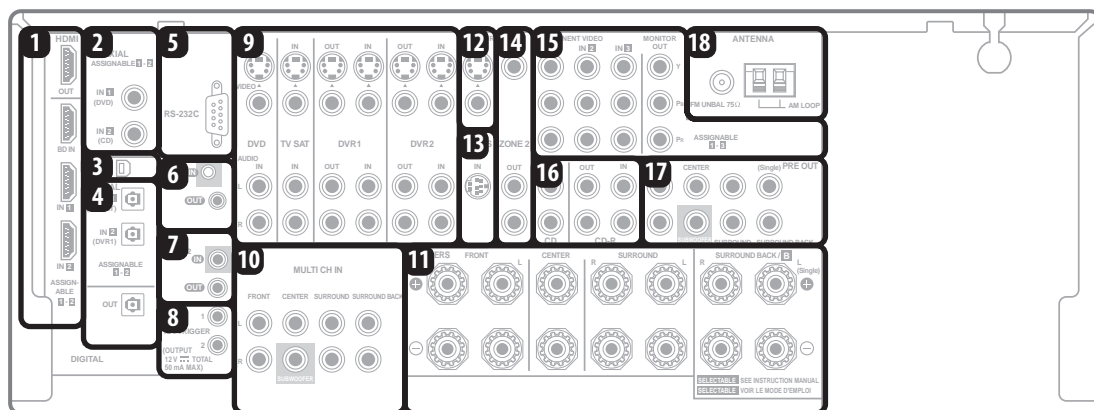 1
HDMI
OUT
BD IN
IN 1
IN 2
ASSIGN-
ABLE
1-2
2
ASSIGNABLE 1-2
IN 1
(DVD)
IN 2
(CD)
3
4
IN 2
(DVR1)
ASSIGNABLE
1-2
OUT
DIGITAL
5
RS-232C
6
IN
OUT
7
IN
OUT
8
1
2
(OUTPUT
12 V TOTAL
50 mA MAX)
9
IN OUT IN OUT IN
VIDEO
DVD TV SAT DVR1 DVR2
AUDIO
IN IN OUT IN OUT IN
L
R
10
MULTI CH IN
FRONT CENTER SURROUND SURROUND BACK
L
R
SUBWOOFER
11
FRONT CENTER SURROUND SURROUND BACK / B
L R L R L
(Single)
SELECTABLE SEE INSTRUCTION MANUAL
SELECTABLE VOIR LE MODE D'EMPLOI
12
13
IN
14
ZONE 2
OUT
15
VIDEO
IN 2 IN 3
MONITOR
OUT
Y
PB
PR
ASSIGNABLE
1-3
16
OUT IN
CD CD-R
17
CENTER (Single) PRE OUT
SURROUND SURROUND BACK
18
ANTENNA
FM UNBAL 75Ω
AM LOOP